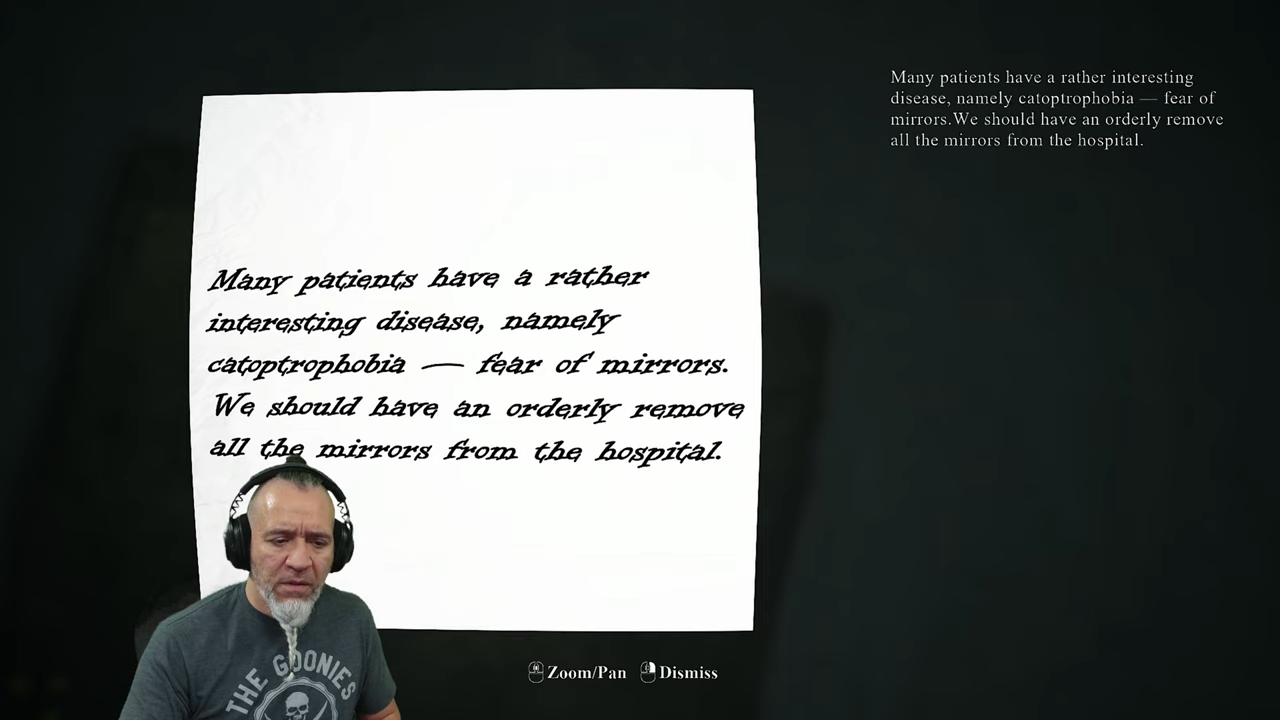 Many patients have a rather interesting
disease, namely catoptrophobia — fear of
mirrors.We should have an orderly remove
all the mirrors from the hospital.
Many patients have a rather
interesting disease, namely
catoptrophobia — fear of mirrors.
We should have an orderly remove
all the mirrors from the hospital.
THE GOONIES
Zoom/Pan Dismiss